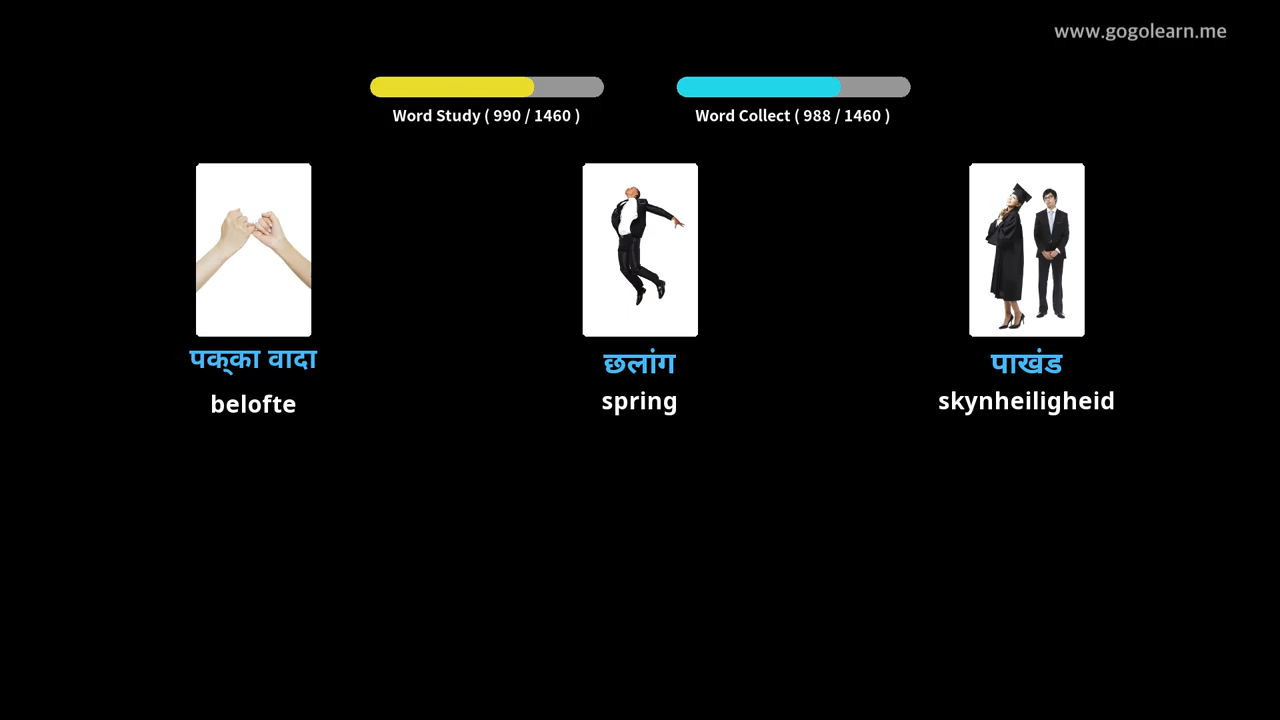 www.gogolearn.me
Word Study ( 990 / 1460 )
Word Collect ( 988 / 1460 )
पक्‍का वादा
छलांग
पाखंड
belofte
spring
skynheiligheid